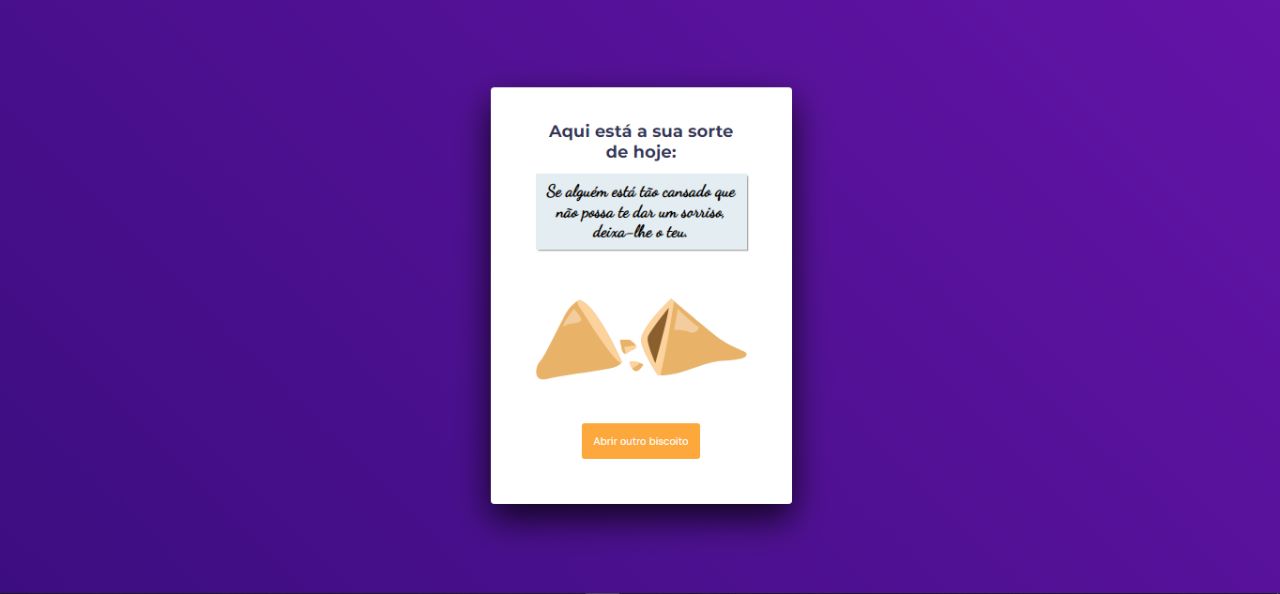 Aqui está a sua sorte
de hoje:
Se alguém está tão cansado que
não possa te dar um sorriso,
deixa-lhe o teu.
Abrir outro biscoito